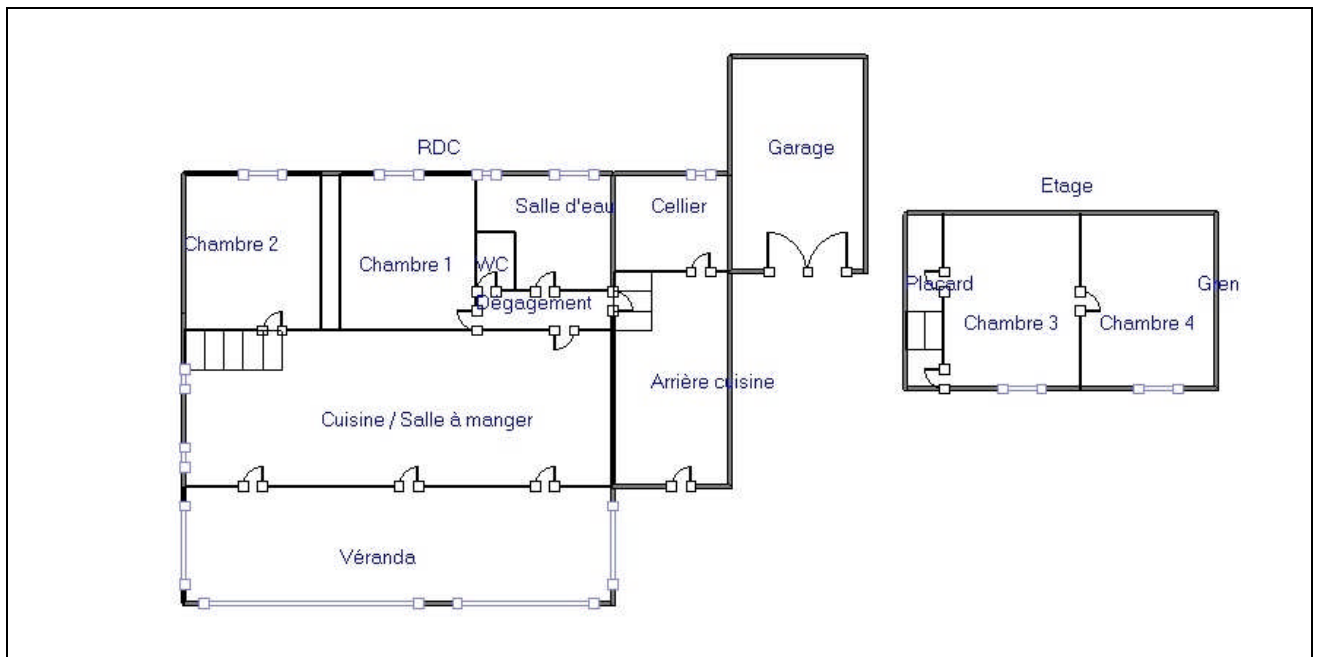 RDC
Garage
Etage
Salle d'eau
Cellier
Chambre 2
Chambre 1
WC
Placard
Gren
Dégagement
Chambre 3
Chambre 4
Arrière cuisine
Cuisine / Salle à manger
Véranda